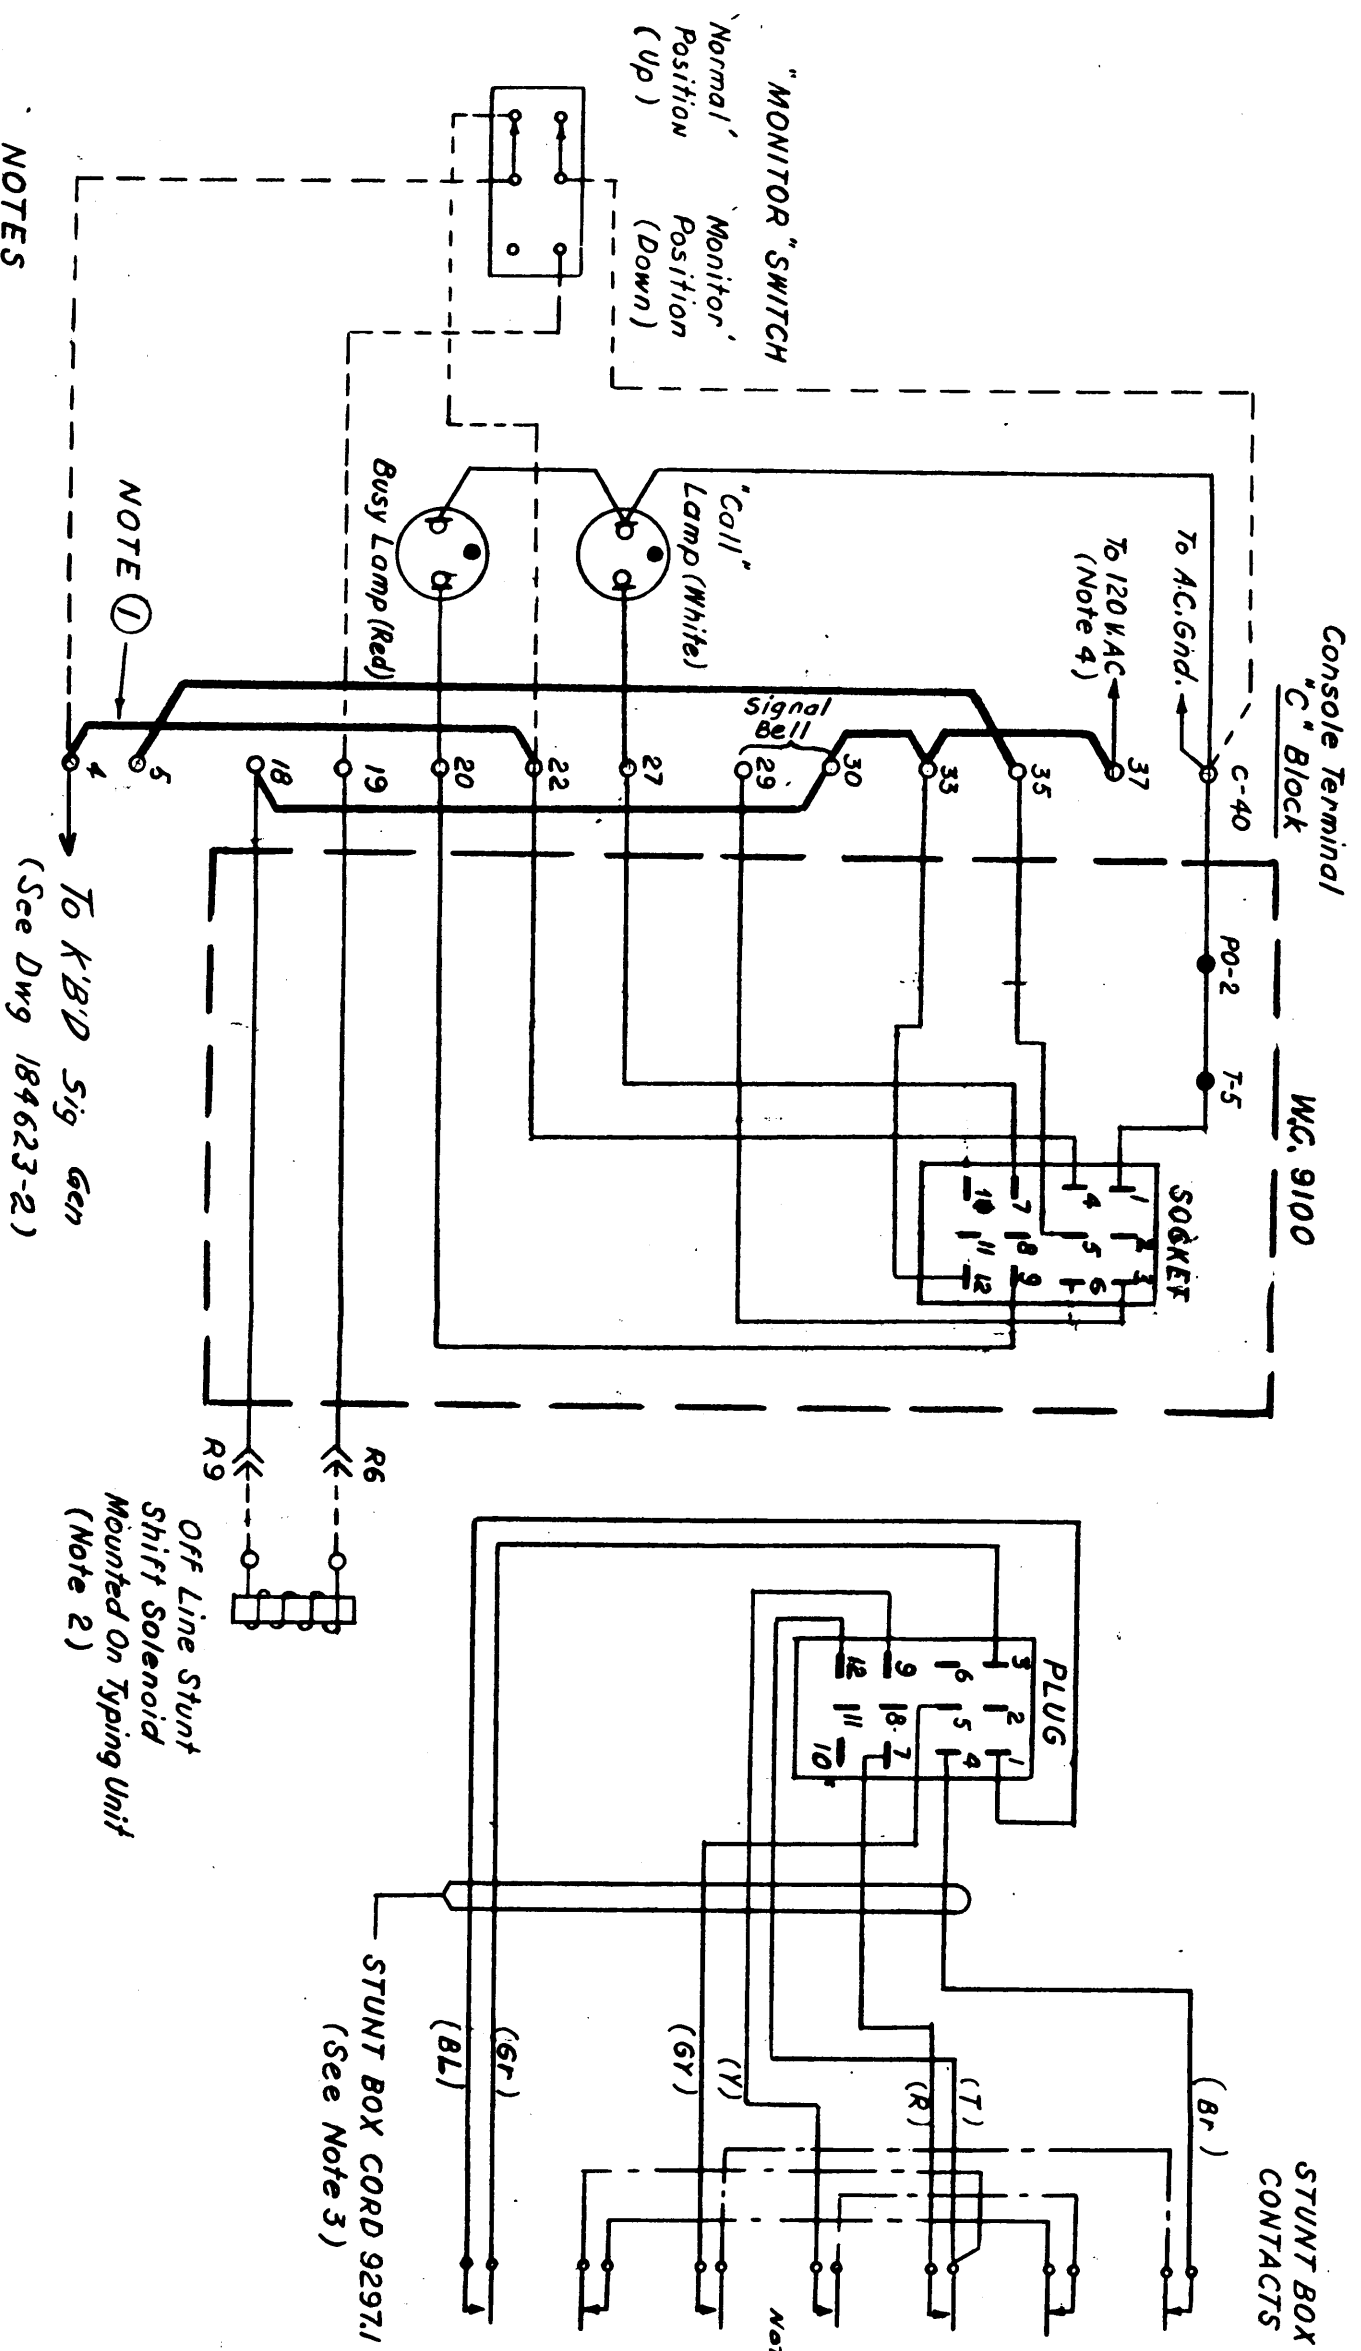 Console Terminal
"C" Block
W.C. 9100
STUNT BOX
CONTACTS
"MONITOR" SWITCH
'Normal'
Position
(Up)
'Monitor'
Position
(Down)
To A.C. Gnd.
To 120 V. AC
(Note 4)
"Call"
Lamp (White)
Busy Lamp (Red)
Signal
Bell
NOTE 1
C-40
37
35
33
30
29
27
22
20
19
18
5
4
PO-2
T-5
SOCKET
1
2
3
4
5
6
7
8
9
10
11
12
R6
R9
Off Line Stunt
Shift Solenoid
Mounted On Typing Unit
(Note 2)
To K'B'D Sig Gen
(See Dwg 184623-2)
PLUG
3
2
1
6
5
4
9
8
7
12
11
10
(Br)
(T)
(R)
(Y)
(GY)
(Gr)
(BL)
STUNT BOX CORD 9297.1
(See Note 3)
NOTES